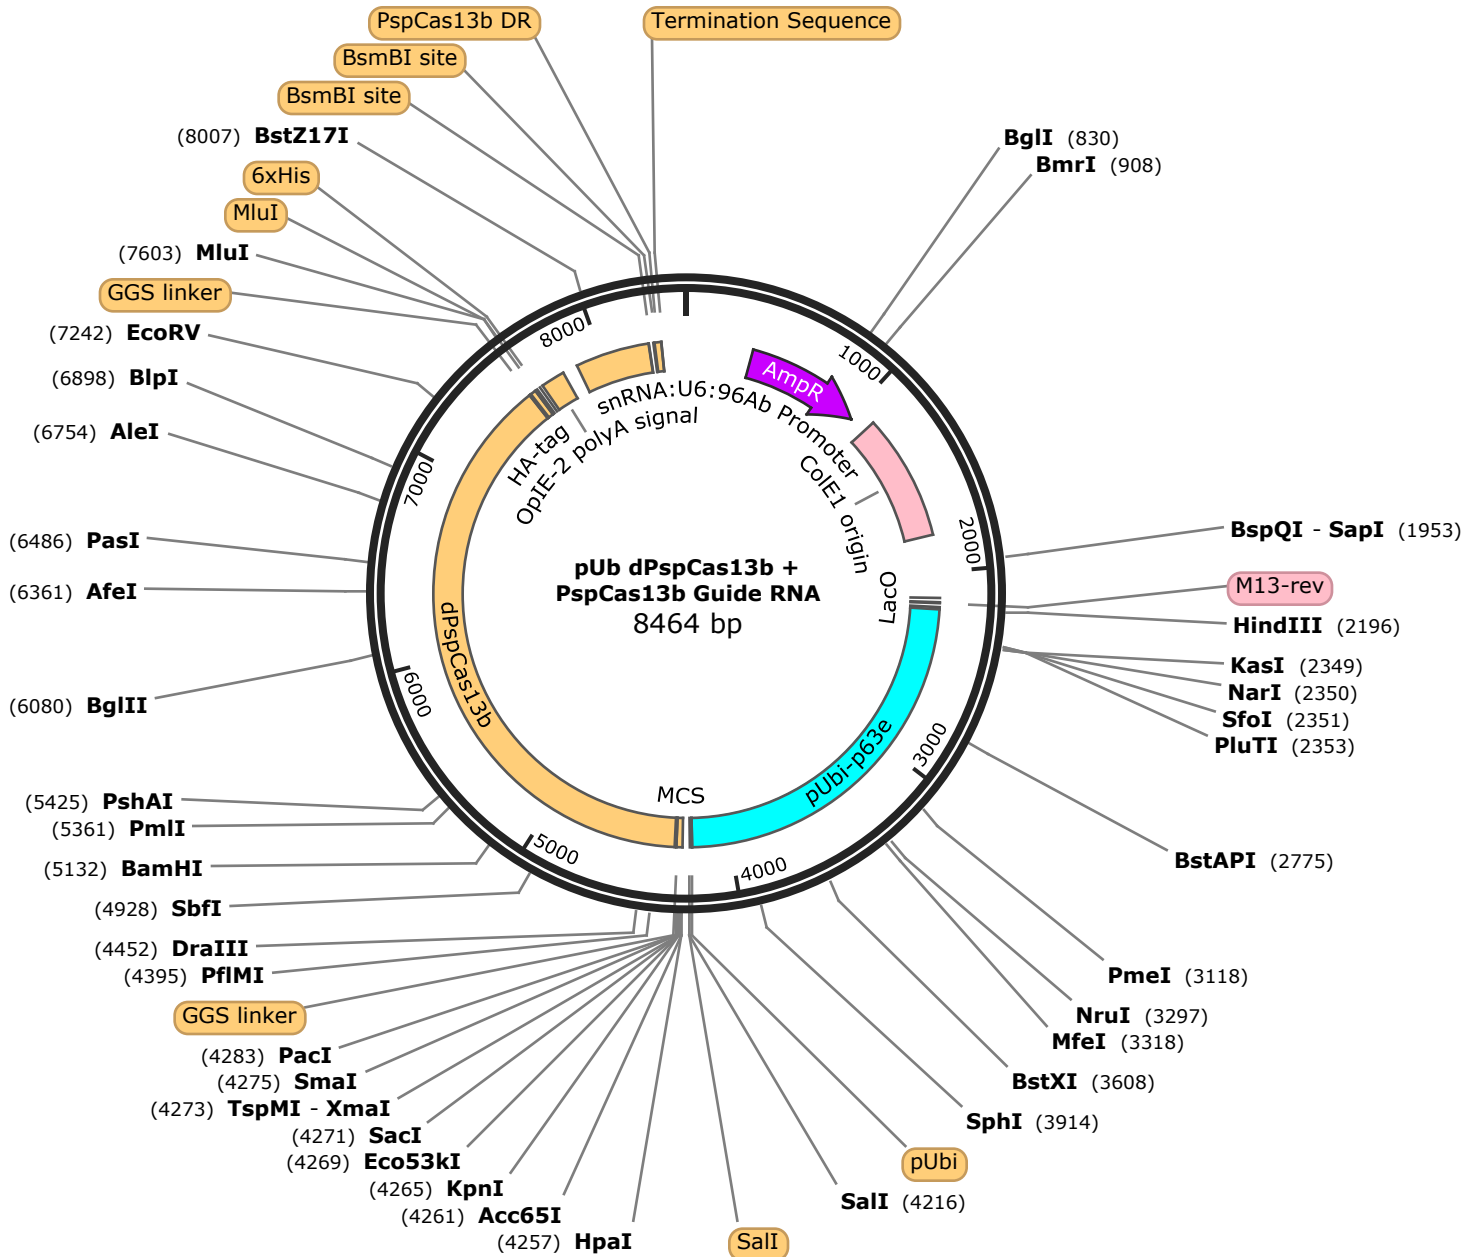 PspCas13b DR
Termination Sequence
BsmBI site
BsmBI site
(8007) BstZ17I
BglI (830)
BmrI (908)
6xHis
MluI
(7603) MluI
GGS linker
(7242) EcoRV
(6898) BlpI
(6754) AleI
(6486) PasI
(6361) AfeI
(6080) BglII
(5425) PshAI
(5361) PmlI
(5132) BamHI
(4928) SbfI
(4452) DraIII
(4395) PflMI
GGS linker
(4283) PacI
(4275) SmaI
(4273) TspMI - XmaI
(4271) SacI
(4269) Eco53kI
(4265) KpnI
(4261) Acc65I
(4257) HpaI
SalI
SalI (4216)
pUbi
SphI (3914)
BstXI (3608)
MfeI (3318)
NruI (3297)
PmeI (3118)
BstAPI (2775)
PluTI (2353)
SfoI (2351)
NarI (2350)
KasI (2349)
HindIII (2196)
M13-rev
BspQI - SapI (1953)
1000
2000
3000
4000
5000
6000
7000
8000
AmpR
snRNA:U6:96Ab Promoter
OpIE-2 polyA signal
HA-tag
ColE1 origin
LacO
dPspCas13b
pUbi-p63e
MCS
pUb dPspCas13b +
PspCas13b Guide RNA
8464 bp